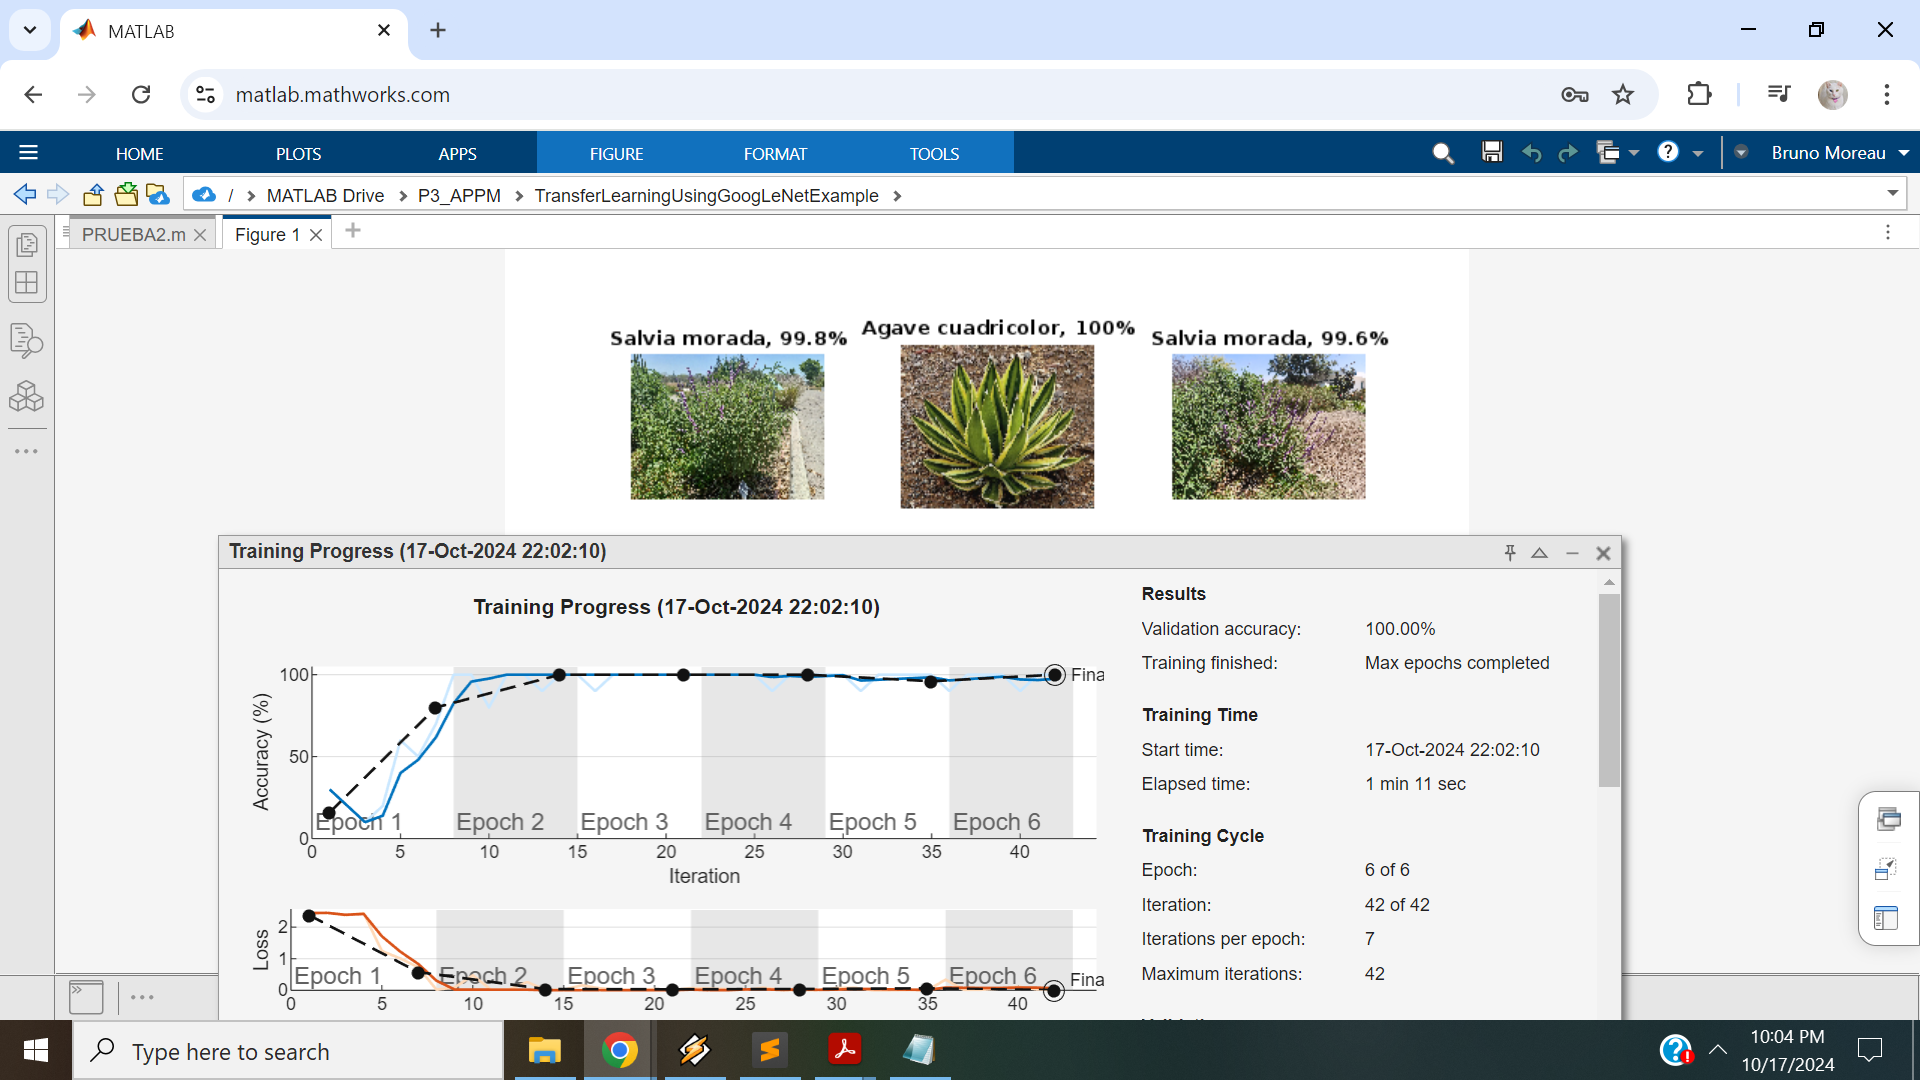 MATLAB
matlab.mathworks.com
HOME PLOTS APPS FIGURE FORMAT TOOLS Bruno Moreau
/ MATLAB Drive P3_APPM TransferLearningUsingGoogLeNetExample
PRUEBA2.m Figure 1
Salvia morada, 99.8% Agave cuadricolor, 100% Salvia morada, 99.6%
Training Progress (17-Oct-2024 22:02:10)
Training Progress (17-Oct-2024 22:02:10)
Accuracy (%)
100
50
0
Epoch 1 Epoch 2 Epoch 3 Epoch 4 Epoch 5 Epoch 6
Fina
0 5 10 15 20 25 30 35 40
Iteration
Loss
2
1
0
Epoch 1 Epoch 2 Epoch 3 Epoch 4 Epoch 5 Epoch 6
Fina
0 5 10 15 20 25 30 35 40
Results
Validation accuracy: 100.00%
Training finished: Max epochs completed
Training Time
Start time: 17-Oct-2024 22:02:10
Elapsed time: 1 min 11 sec
Training Cycle
Epoch: 6 of 6
Iteration: 42 of 42
Iterations per epoch: 7
Maximum iterations: 42
Type here to search
10:04 PM
10/17/2024